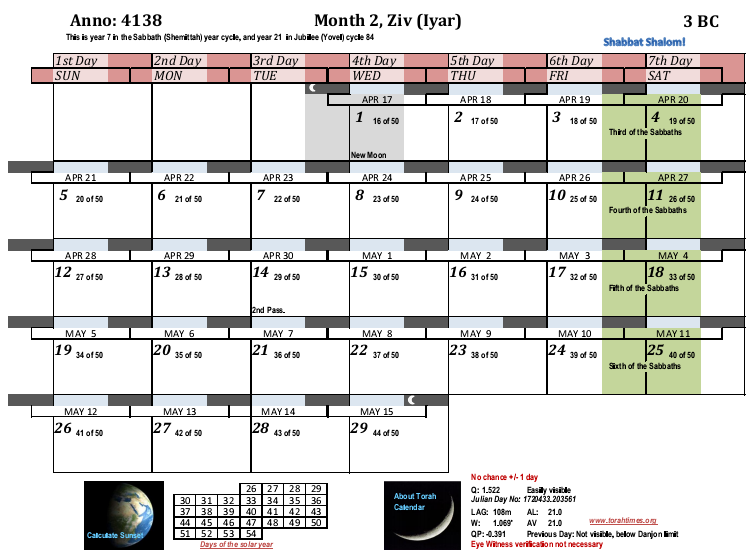 Anno: 4138 Month 2, Ziv (Iyar) 3 BC
This is year 7 in the Sabbath (Shemittah) year cycle, and year 21 in Jubilee (Yovel) cycle 84
Shabbat Shalom!
1st Day 2nd Day 3rd Day 4th Day 5th Day 6th Day 7th Day
SUN MON TUE WED THU FRI SAT
APR 17 APR 18 APR 19 APR 20
1 16 of 50 2 17 of 50 3 18 of 50 4 19 of 50
Third of the Sabbaths
New Moon
APR 21 APR 22 APR 23 APR 24 APR 25 APR 26 APR 27
5 20 of 50 6 21 of 50 7 22 of 50 8 23 of 50 9 24 of 50 10 25 of 50 11 26 of 50
Fourth of the Sabbaths
APR 28 APR 29 APR 30 MAY 1 MAY 2 MAY 3 MAY 4
12 27 of 50 13 28 of 50 14 29 of 50 15 30 of 50 16 31 of 50 17 32 of 50 18 33 of 50
Fifth of the Sabbaths
2nd Pass.
MAY 5 MAY 6 MAY 7 MAY 8 MAY 9 MAY 10 MAY 11
19 34 of 50 20 35 of 50 21 36 of 50 22 37 of 50 23 38 of 50 24 39 of 50 25 40 of 50
Sixth of the Sabbaths
MAY 12 MAY 13 MAY 14 MAY 15
26 41 of 50 27 42 of 50 28 43 of 50 29 44 of 50
Calculate Sunset
26 27 28 29
30 31 32 33 34 35 36
37 38 39 40 41 42 43
44 45 46 47 48 49 50
51 52 53 54
Days of the solar year
About Torah
Calendar
No chance +/- 1 day
Q: 1.522 Easily visible
Julian Day No: 1720433.203561
LAG: 108m AL: 21.0
W: 1.069' AV 21.0 www.torahtimes.org
QP: -0.391 Previous Day: Not visible, below Danjon limit
Eye Witness verification not necessary